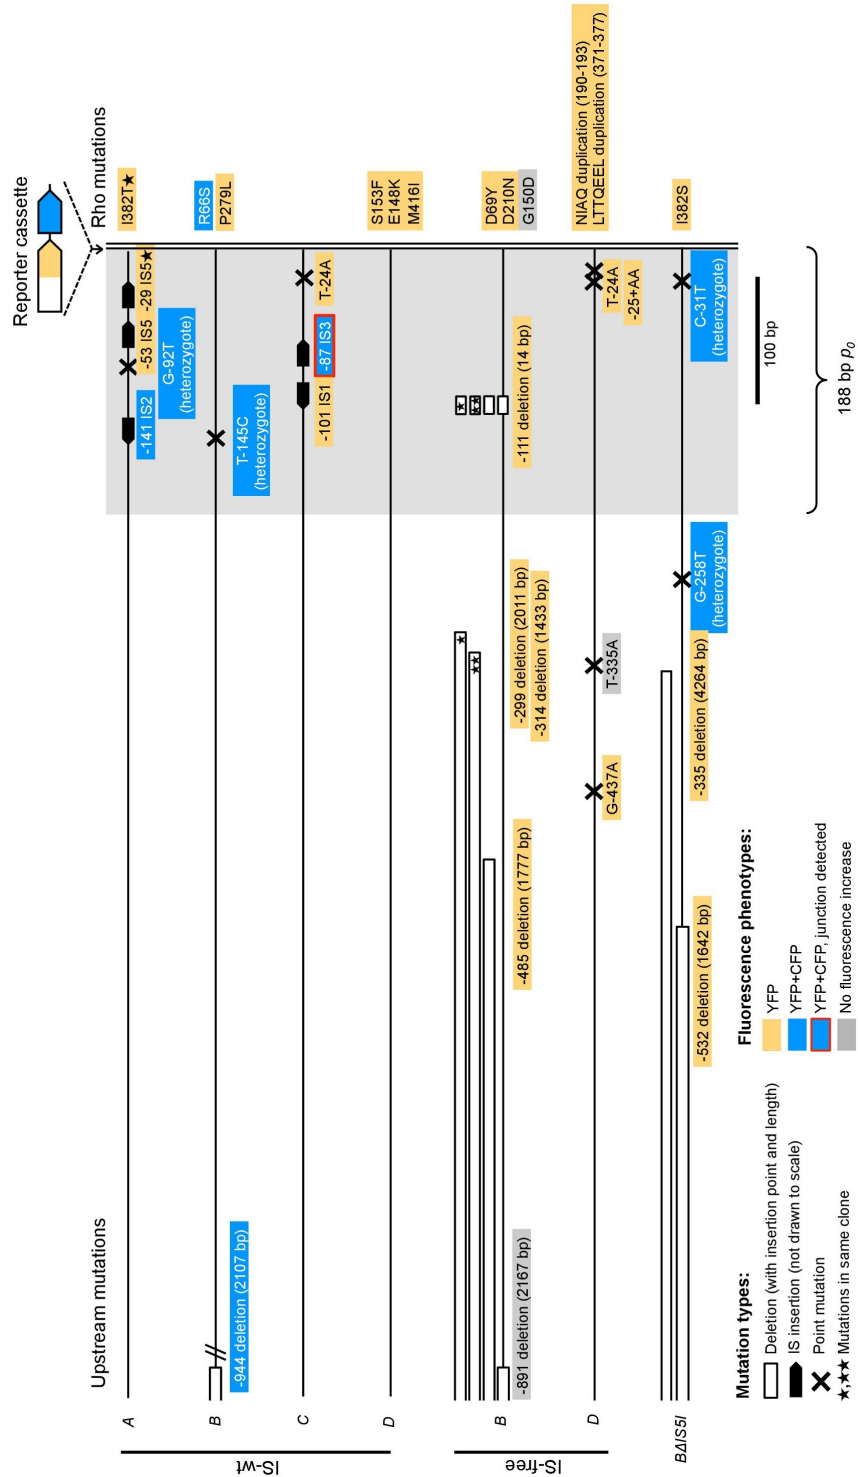 Reporter cassette
Upstream mutations
Rho mutations
IS-wt
A
-141 IS2
-53 IS5
-29 IS5★
G-92T
(heterozygote)
I382T★
B
-944 deletion (2107 bp)
T-145C
(heterozygote)
R66S
P279L
C
-101 IS1
-87 IS3
T-24A
D
S153F
E148K
M416I
IS-free
B
★
★★
★
★★
-891 deletion (2167 bp)
-485 deletion (1777 bp)
-299 deletion (2011 bp)
-314 deletion (1433 bp)
-111 deletion (14 bp)
D69Y
D210N
G150D
D
G-437A
T-335A
T-24A
-25+AA
NIAQ duplication (190-193)
LTTQEEL duplication (371-377)
BΔIS5I
-532 deletion (1642 bp)
-335 deletion (4264 bp)
G-258T
(heterozygote)
C-31T
(heterozygote)
I382S
100 bp
188 bp p0
Mutation types:
Deletion (with insertion point and length)
IS insertion (not drawn to scale)
Point mutation
★,★★ Mutations in same clone
Fluorescence phenotypes:
YFP
YFP+CFP
YFP+CFP, junction detected
No fluorescence increase